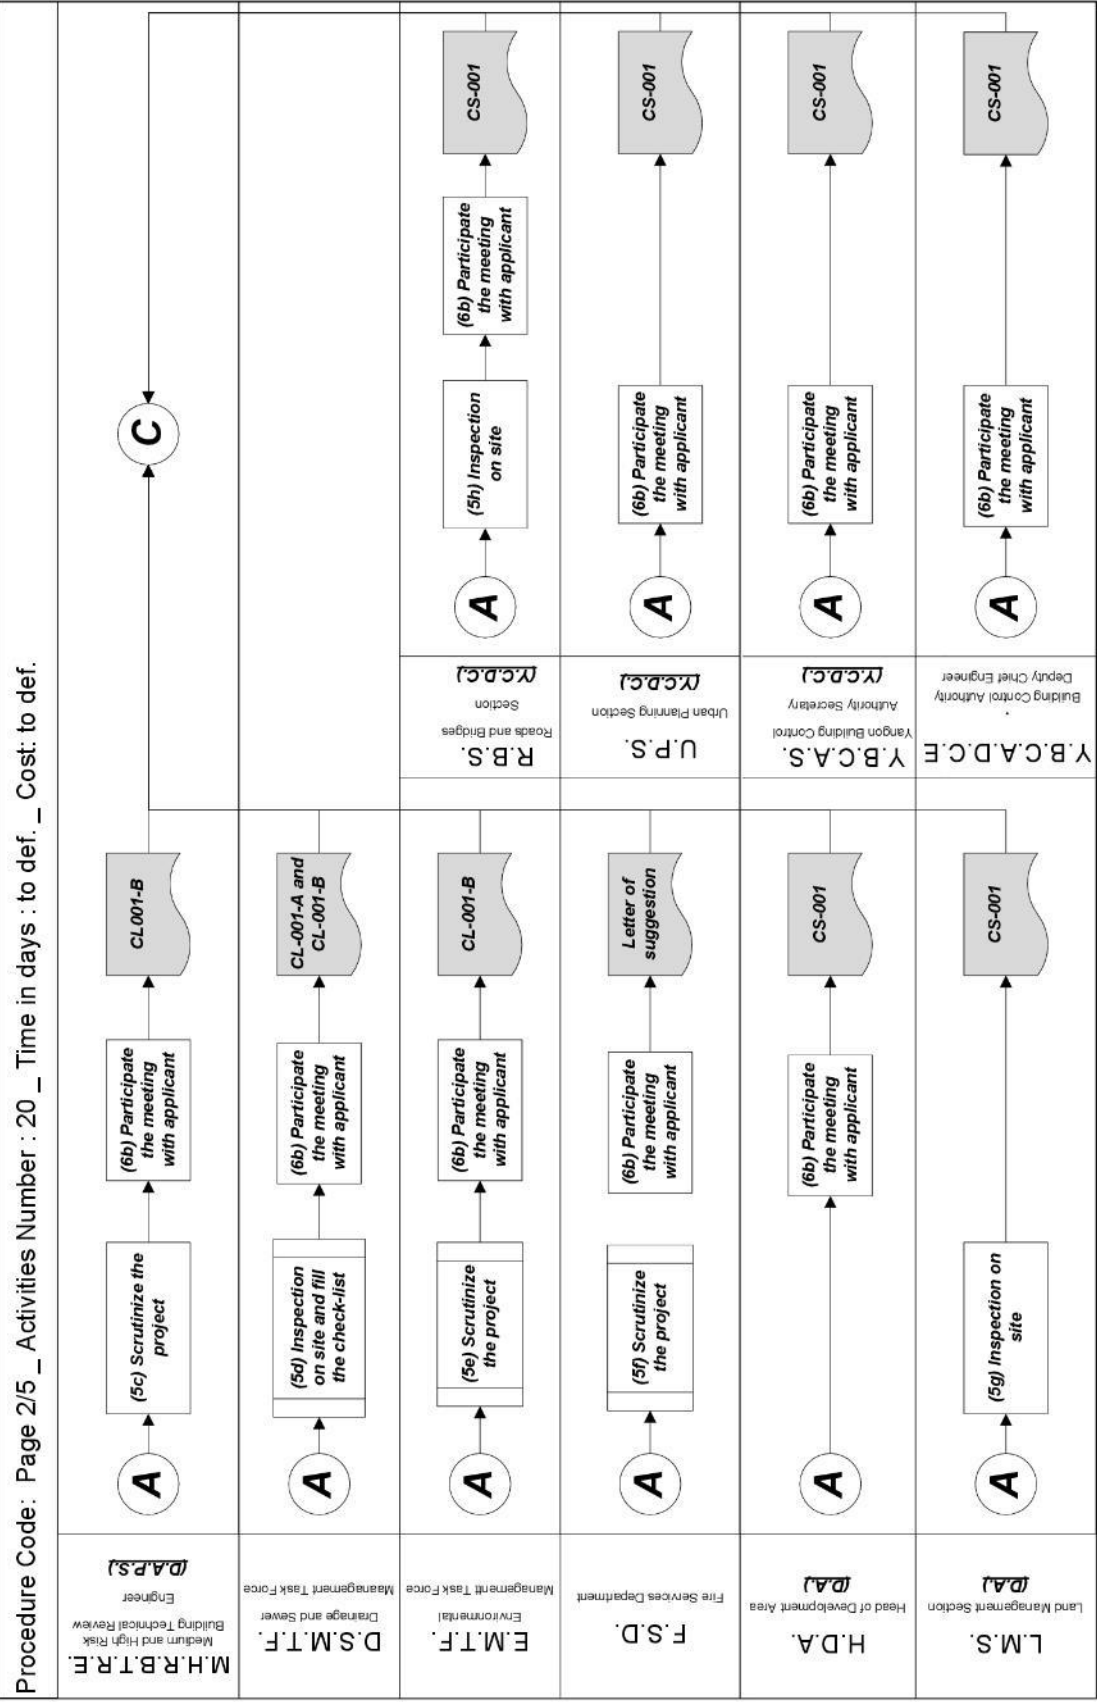 Procedure Code: Page 2/5 _ Activities Number : 20 _ Time in days : to def. _ Cost: to def.
M.H.R.B.T.R.E.
Medium and High Risk
Building Technical Review
Engineer
(D.A.P.S.)
A
(5c) Scrutinize the
project
(6b) Participate
the meeting
with applicant
CL001-B
C
D.S.M.T.F.
Drainage and Sewer
Management Task Force
A
(5d) Inspection
on site and fill
the check-list
(6b) Participate
the meeting
with applicant
CL-001-A and
CL-001-B
E.M.T.F.
Environmental
Managementt Task Force
A
(5e) Scrutinize
the project
(6b) Participate
the meeting
with applicant
CL-001-B
R.B.S.
Roads and Bridges
Section
(Y.C.D.C.)
A
(5h) Inspection
on site
(6b) Participate
the meeting
with applicant
CS-001
F.S.D.
Fire Services Department
A
(5f) Scrutinize
the project
(6b) Participate
the meeting
with applicant
Letter of
suggestion
U.P.S.
Urban Planning Section
(Y.C.D.C.)
A
(6b) Participate
the meeting
with applicant
CS-001
H.D.A.
Head of Development Area
(D.A.)
A
(6b) Participate
the meeting
with applicant
CS-001
Y.B.C.A.S.
Yangon Building Control
Authority Secretary
(Y.C.D.C.)
A
(6b) Participate
the meeting
with applicant
CS-001
L.M.S.
Land Management Section
(D.A.)
A
(5g) Inspection on
site
CS-001
Y.B.C.A.D.C.E
.
Building Control Authority
Deputy Chief Engineer
A
(6b) Participate
the meeting
with applicant
CS-001